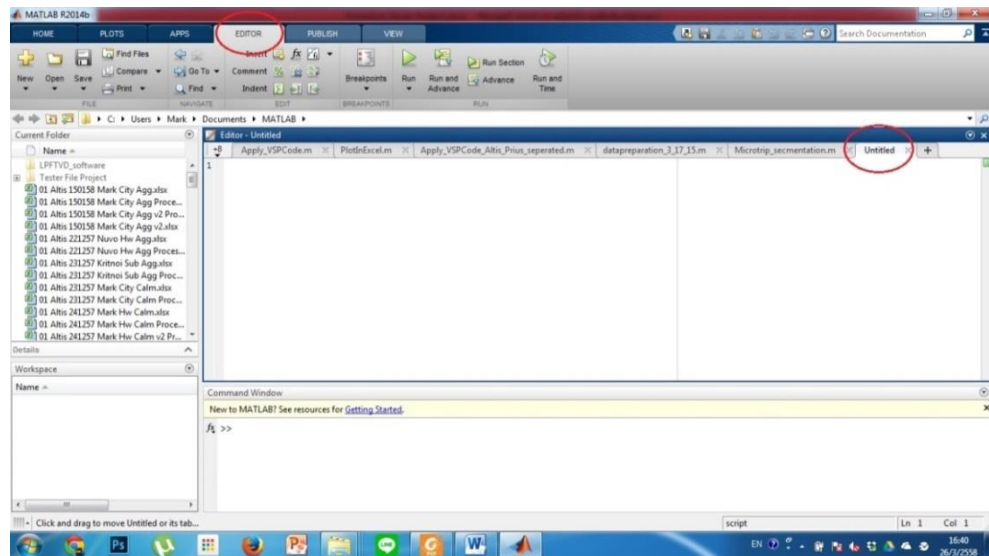 MATLAB R2014b
HOME PLOTS APPS EDITOR PUBLISH VIEW
Search Documentation
New Open Save
Find Files
Compare
Print
Go To
Find
Insert fx
Comment
Indent
Breakpoints
Run
Run and Advance
Run Section
Advance
Run and Time
FILE NAVIGATE EDIT BREAKPOINTS RUN
C: Users Mark Documents MATLAB
Current Folder
Name
LPFTVD_software
Tester File Project
01 Altis 150158 Mark City Agg.xlsx
01 Altis 150158 Mark City Agg Proce...
01 Altis 150158 Mark City Agg v2 Pro...
01 Altis 150158 Mark City Agg v2.xlsx
01 Altis 221257 Nuvo Hw Agg.xlsx
01 Altis 221257 Nuvo Hw Agg Proces...
01 Altis 231257 Kritnoi Sub Agg.xlsx
01 Altis 231257 Kritnoi Sub Agg Proc...
01 Altis 231257 Mark City Calm.xlsx
01 Altis 231257 Mark City Calm Proc...
01 Altis 241257 Mark Hw Calm.xlsx
01 Altis 241257 Mark Hw Calm Proce...
01 Altis 241257 Mark Hw Calm v2 Pr...
Details
Workspace
Name
Editor - Untitled
+8 Apply_VSPCode.m PlotInExcel.m Apply_VSPCode_Altis_Prius_seperated.m datapreparation_3_17_15.m Microtrip_secmentation.m Untitled +
1
Command Window
New to MATLAB? See resources for Getting Started.
fx >>
Click and drag to move Untitled or its tab...
script Ln 1 Col 1
Ps P W
EN
16:40
26/3/2558